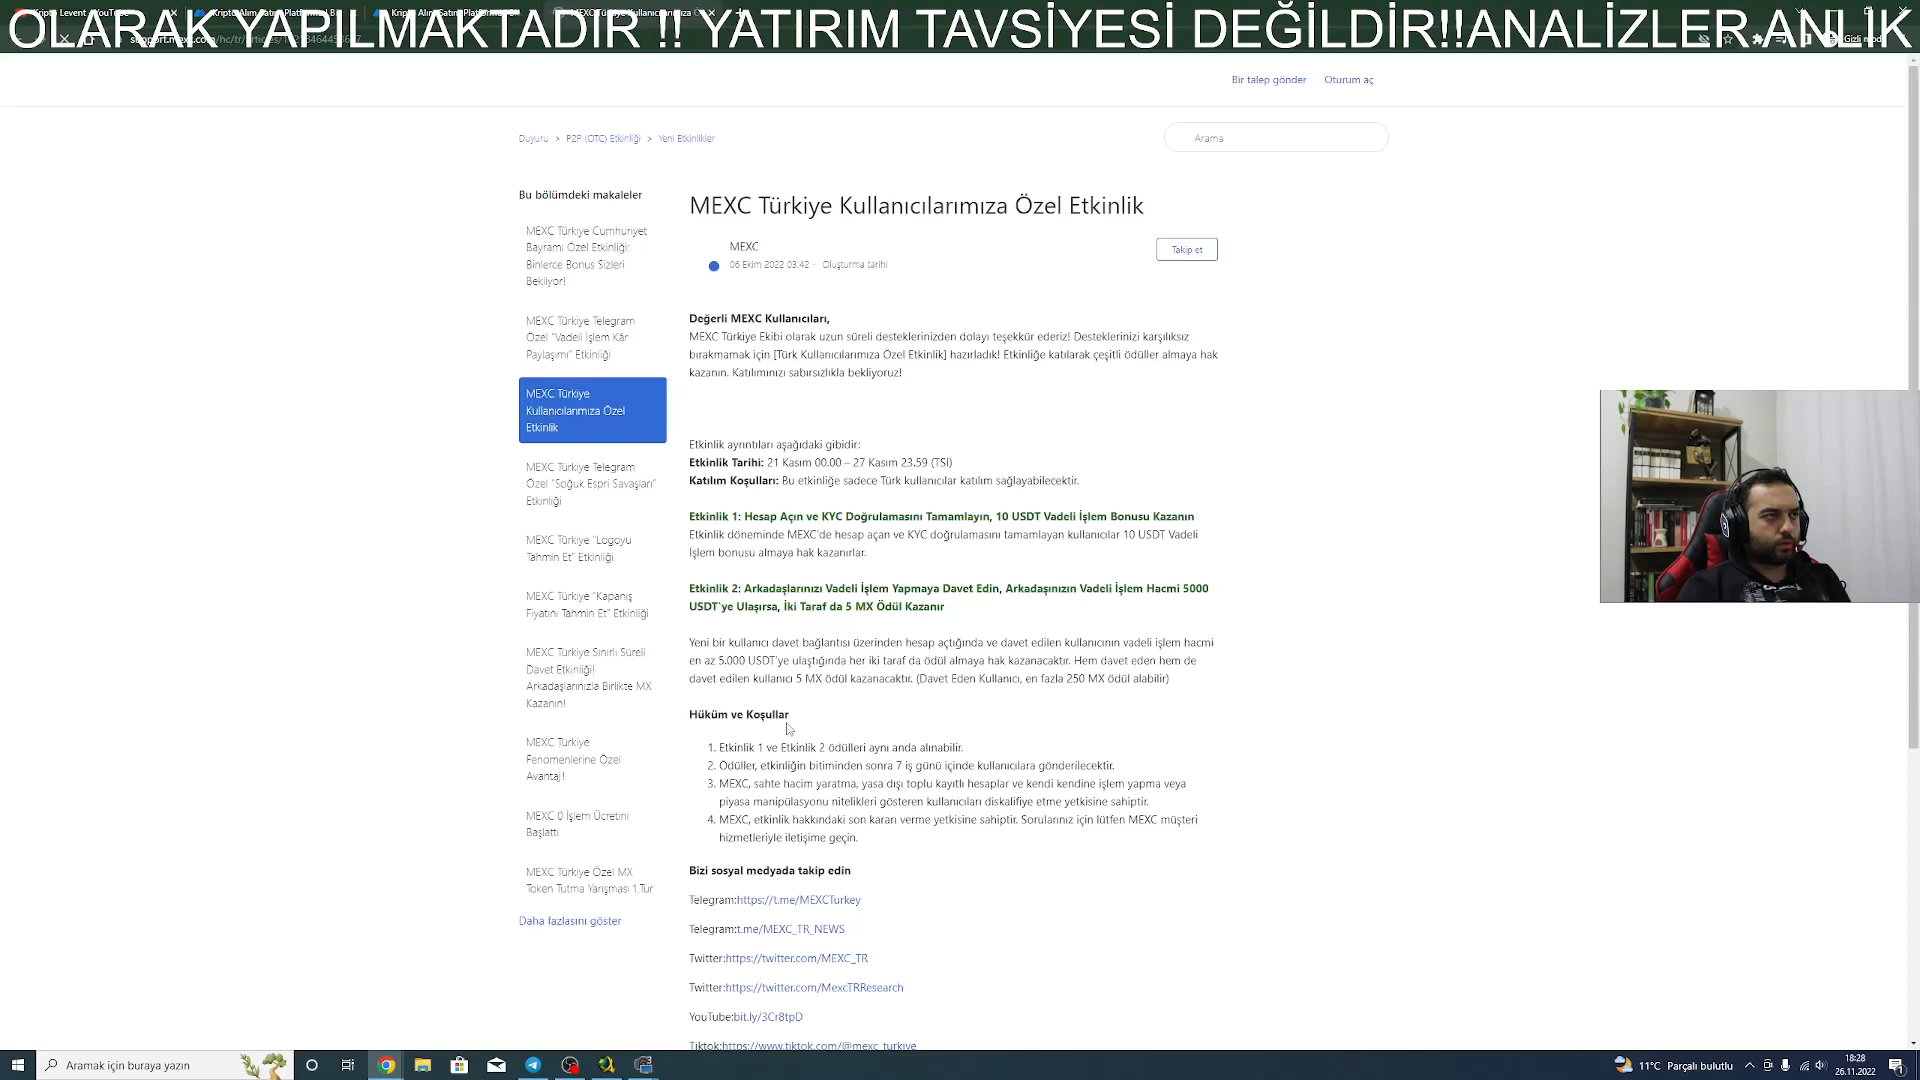 OLARAK YAPILMAKTADIR !! YATIRIM TAVSİYESİ DEĞİLDİR!!ANALİZLER ANLIK
Bir talep gönder
Oturum aç
Duyuru > P2P (OTC) Etkinliği > Yeni Etkinlikler
Arama
Bu bölümdeki makaleler
MEXC Türkiye Cumhuriyet
Bayramı Özel Etkinliği:
Binlerce Bonus Sizleri
Bekliyor!
MEXC Türkiye Telegram
Özel "Vadeli İşlem Kâr
Paylaşımı" Etkinliği
MEXC Türkiye
Kullanıcılarımıza Özel
Etkinlik
MEXC Türkiye Telegram
Özel "Soğuk Espri Savaşları"
Etkinliği
MEXC Türkiye "Logoyu
Tahmin Et" Etkinliği
MEXC Türkiye "Kapanış
Fiyatını Tahmin Et" Etkinliği
MEXC Türkiye Sınırlı Süreli
Davet Etkinliği!
Arkadaşlarınızla Birlikte MX
Kazanın!
MEXC Türkiye
Fenomenlerine Özel
Avantaj!
MEXC 0 İşlem Ücretini
Başlattı
MEXC Türkiye Özel MX
Token Tutma Yarışması 1.Tur
Daha fazlasını göster
MEXC Türkiye Kullanıcılarımıza Özel Etkinlik
MEXC
06 Ekim 2022 03:42 · Oluşturma tarihi
Takip et
Değerli MEXC Kullanıcıları,
MEXC Türkiye Ekibi olarak uzun süreli desteklerinizden dolayı teşekkür ederiz! Desteklerinizi karşılıksız
bırakmamak için [Türk Kullanıcılarımıza Özel Etkinlik] hazırladık! Etkinliğe katılarak çeşitli ödüller almaya hak
kazanın. Katılımınızı sabırsızlıkla bekliyoruz!
Etkinlik ayrıntıları aşağıdaki gibidir:
Etkinlik Tarihi: 21 Kasım 00.00 – 27 Kasım 23.59 (TSİ)
Katılım Koşulları: Bu etkinliğe sadece Türk kullanıcılar katılım sağlayabilecektir.
Etkinlik 1: Hesap Açın ve KYC Doğrulamasını Tamamlayın, 10 USDT Vadeli İşlem Bonusu Kazanın
Etkinlik döneminde MEXC'de hesap açan ve KYC doğrulamasını tamamlayan kullanıcılar 10 USDT Vadeli
İşlem bonusu almaya hak kazanırlar.
Etkinlik 2: Arkadaşlarınızı Vadeli İşlem Yapmaya Davet Edin, Arkadaşınızın Vadeli İşlem Hacmi 5000
USDT'ye Ulaşırsa, İki Taraf da 5 MX Ödül Kazanır
Yeni bir kullanıcı davet bağlantısı üzerinden hesap açtığında ve davet edilen kullanıcının vadeli işlem hacmi
en az 5.000 USDT'ye ulaştığında her iki taraf da ödül almaya hak kazanacaktır. Hem davet eden hem de
davet edilen kullanıcı 5 MX ödül kazanacaktır. (Davet Eden Kullanıcı, en fazla 250 MX ödül alabilir)
Hüküm ve Koşullar
1. Etkinlik 1 ve Etkinlik 2 ödülleri aynı anda alınabilir.
2. Ödüller, etkinliğin bitiminden sonra 7 iş günü içinde kullanıcılara gönderilecektir.
3. MEXC, sahte hacim yaratma, yasa dışı toplu kayıtlı hesaplar ve kendi kendine işlem yapma veya
piyasa manipülasyonu nitelikleri gösteren kullanıcıları diskalifiye etme yetkisine sahiptir.
4. MEXC, etkinlik hakkındaki son kararı verme yetkisine sahiptir. Sorularınız için lütfen MEXC müşteri
hizmetleriyle iletişime geçin.
Bizi sosyal medyada takip edin
Telegram:https://t.me/MEXCTurkey
Telegram:t.me/MEXC_TR_NEWS
Twitter:https://twitter.com/MEXC_TR
Twitter:https://twitter.com/MexcTRResearch
YouTube:bit.ly/3Cr8tpD
Tiktok:https://www.tiktok.com/@mexc_turkiye
Aramak için buraya yazın
11°C Parçalı bulutlu
18:28
26.11.2022